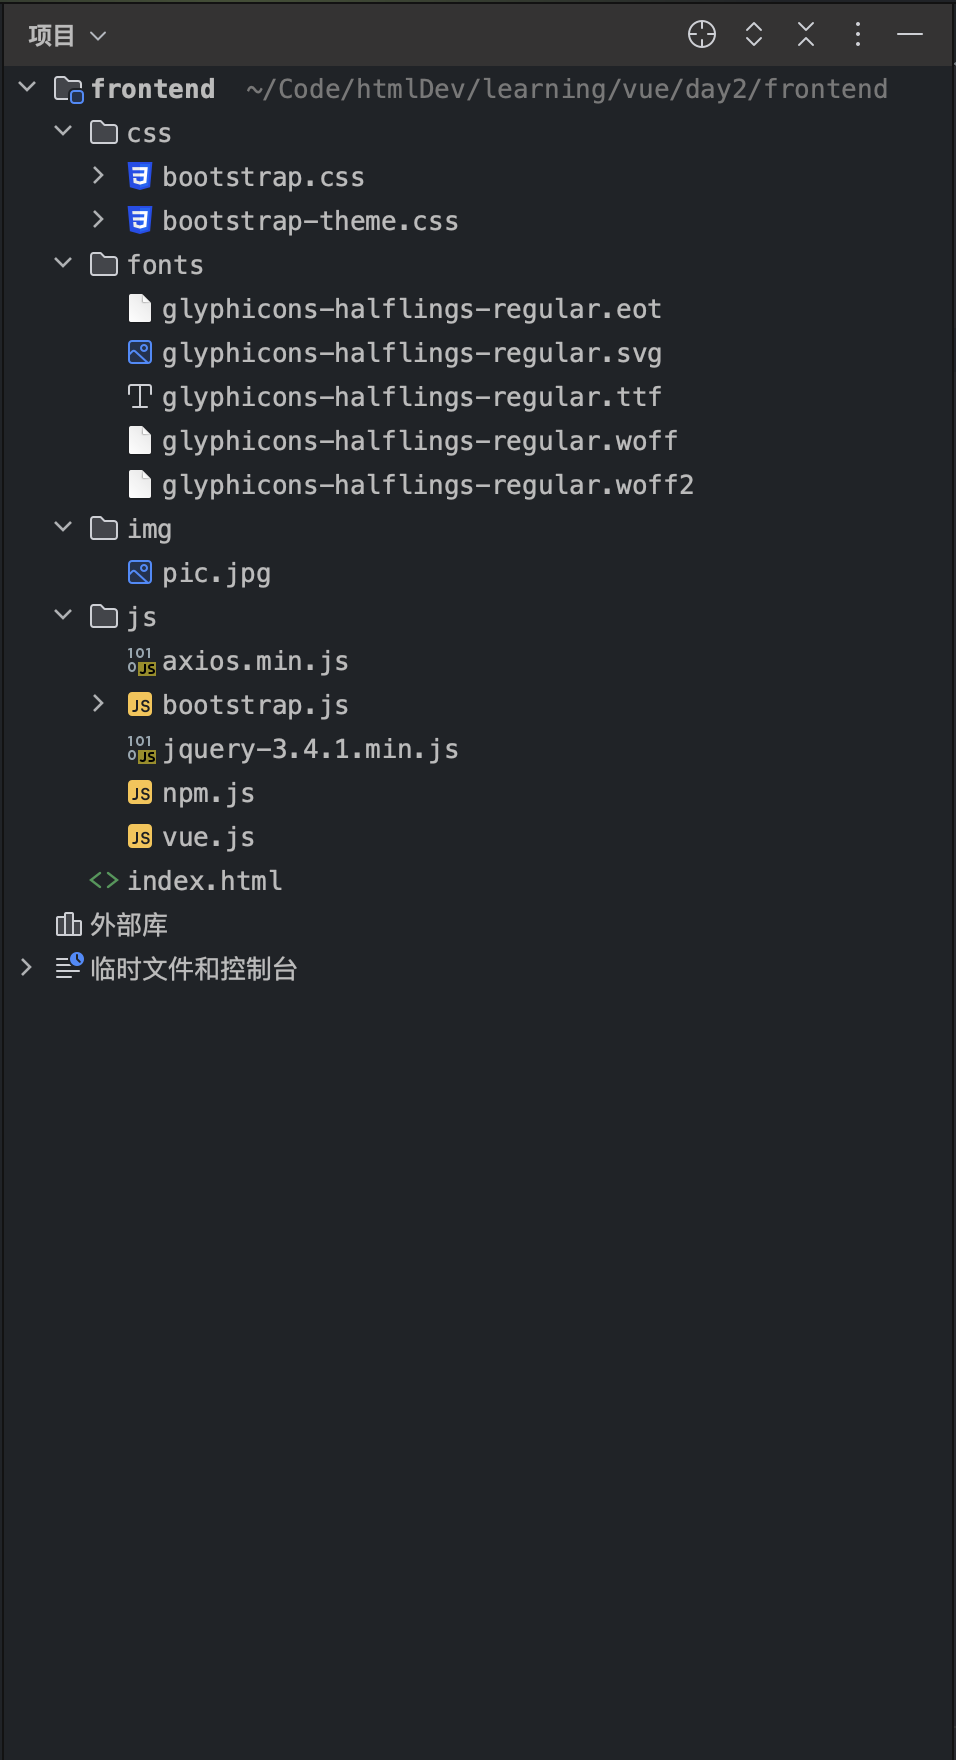 项目
frontend ~/Code/htmlDev/learning/vue/day2/frontend
css
bootstrap.css
bootstrap-theme.css
fonts
glyphicons-halflings-regular.eot
glyphicons-halflings-regular.svg
glyphicons-halflings-regular.ttf
glyphicons-halflings-regular.woff
glyphicons-halflings-regular.woff2
img
pic.jpg
js
axios.min.js
bootstrap.js
jquery-3.4.1.min.js
npm.js
vue.js
index.html
外部库
临时文件和控制台